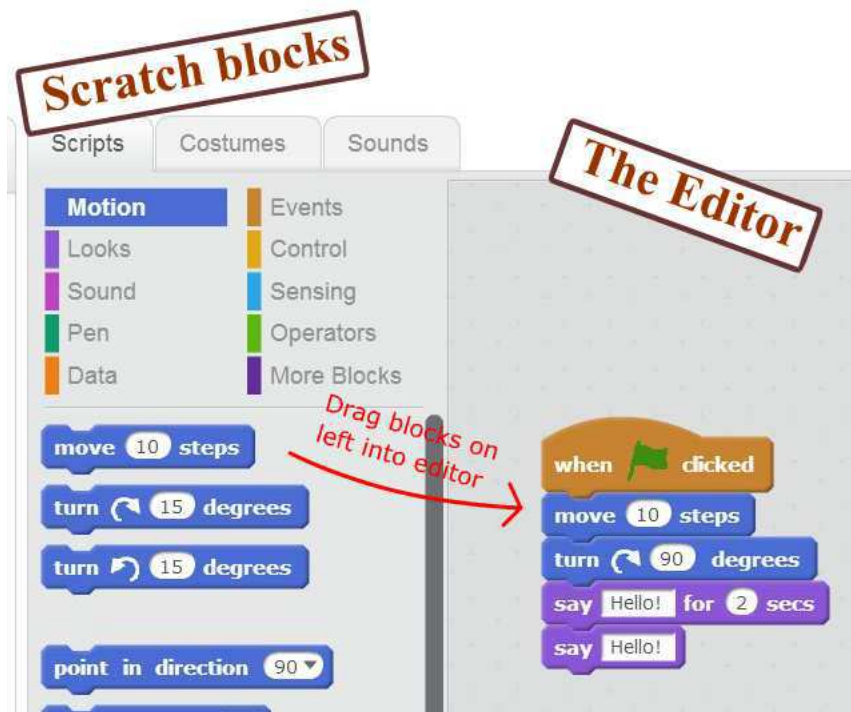 Scratch blocks
The Editor
Scripts Costumes Sounds
Motion Events
Looks Control
Sound Sensing
Pen Operators
Data More Blocks
Drag blocks on
left into editor
move 10 steps
turn 15 degrees
turn 15 degrees
point in direction 90
when clicked
move 10 steps
turn 90 degrees
say Hello! for 2 secs
say Hello!